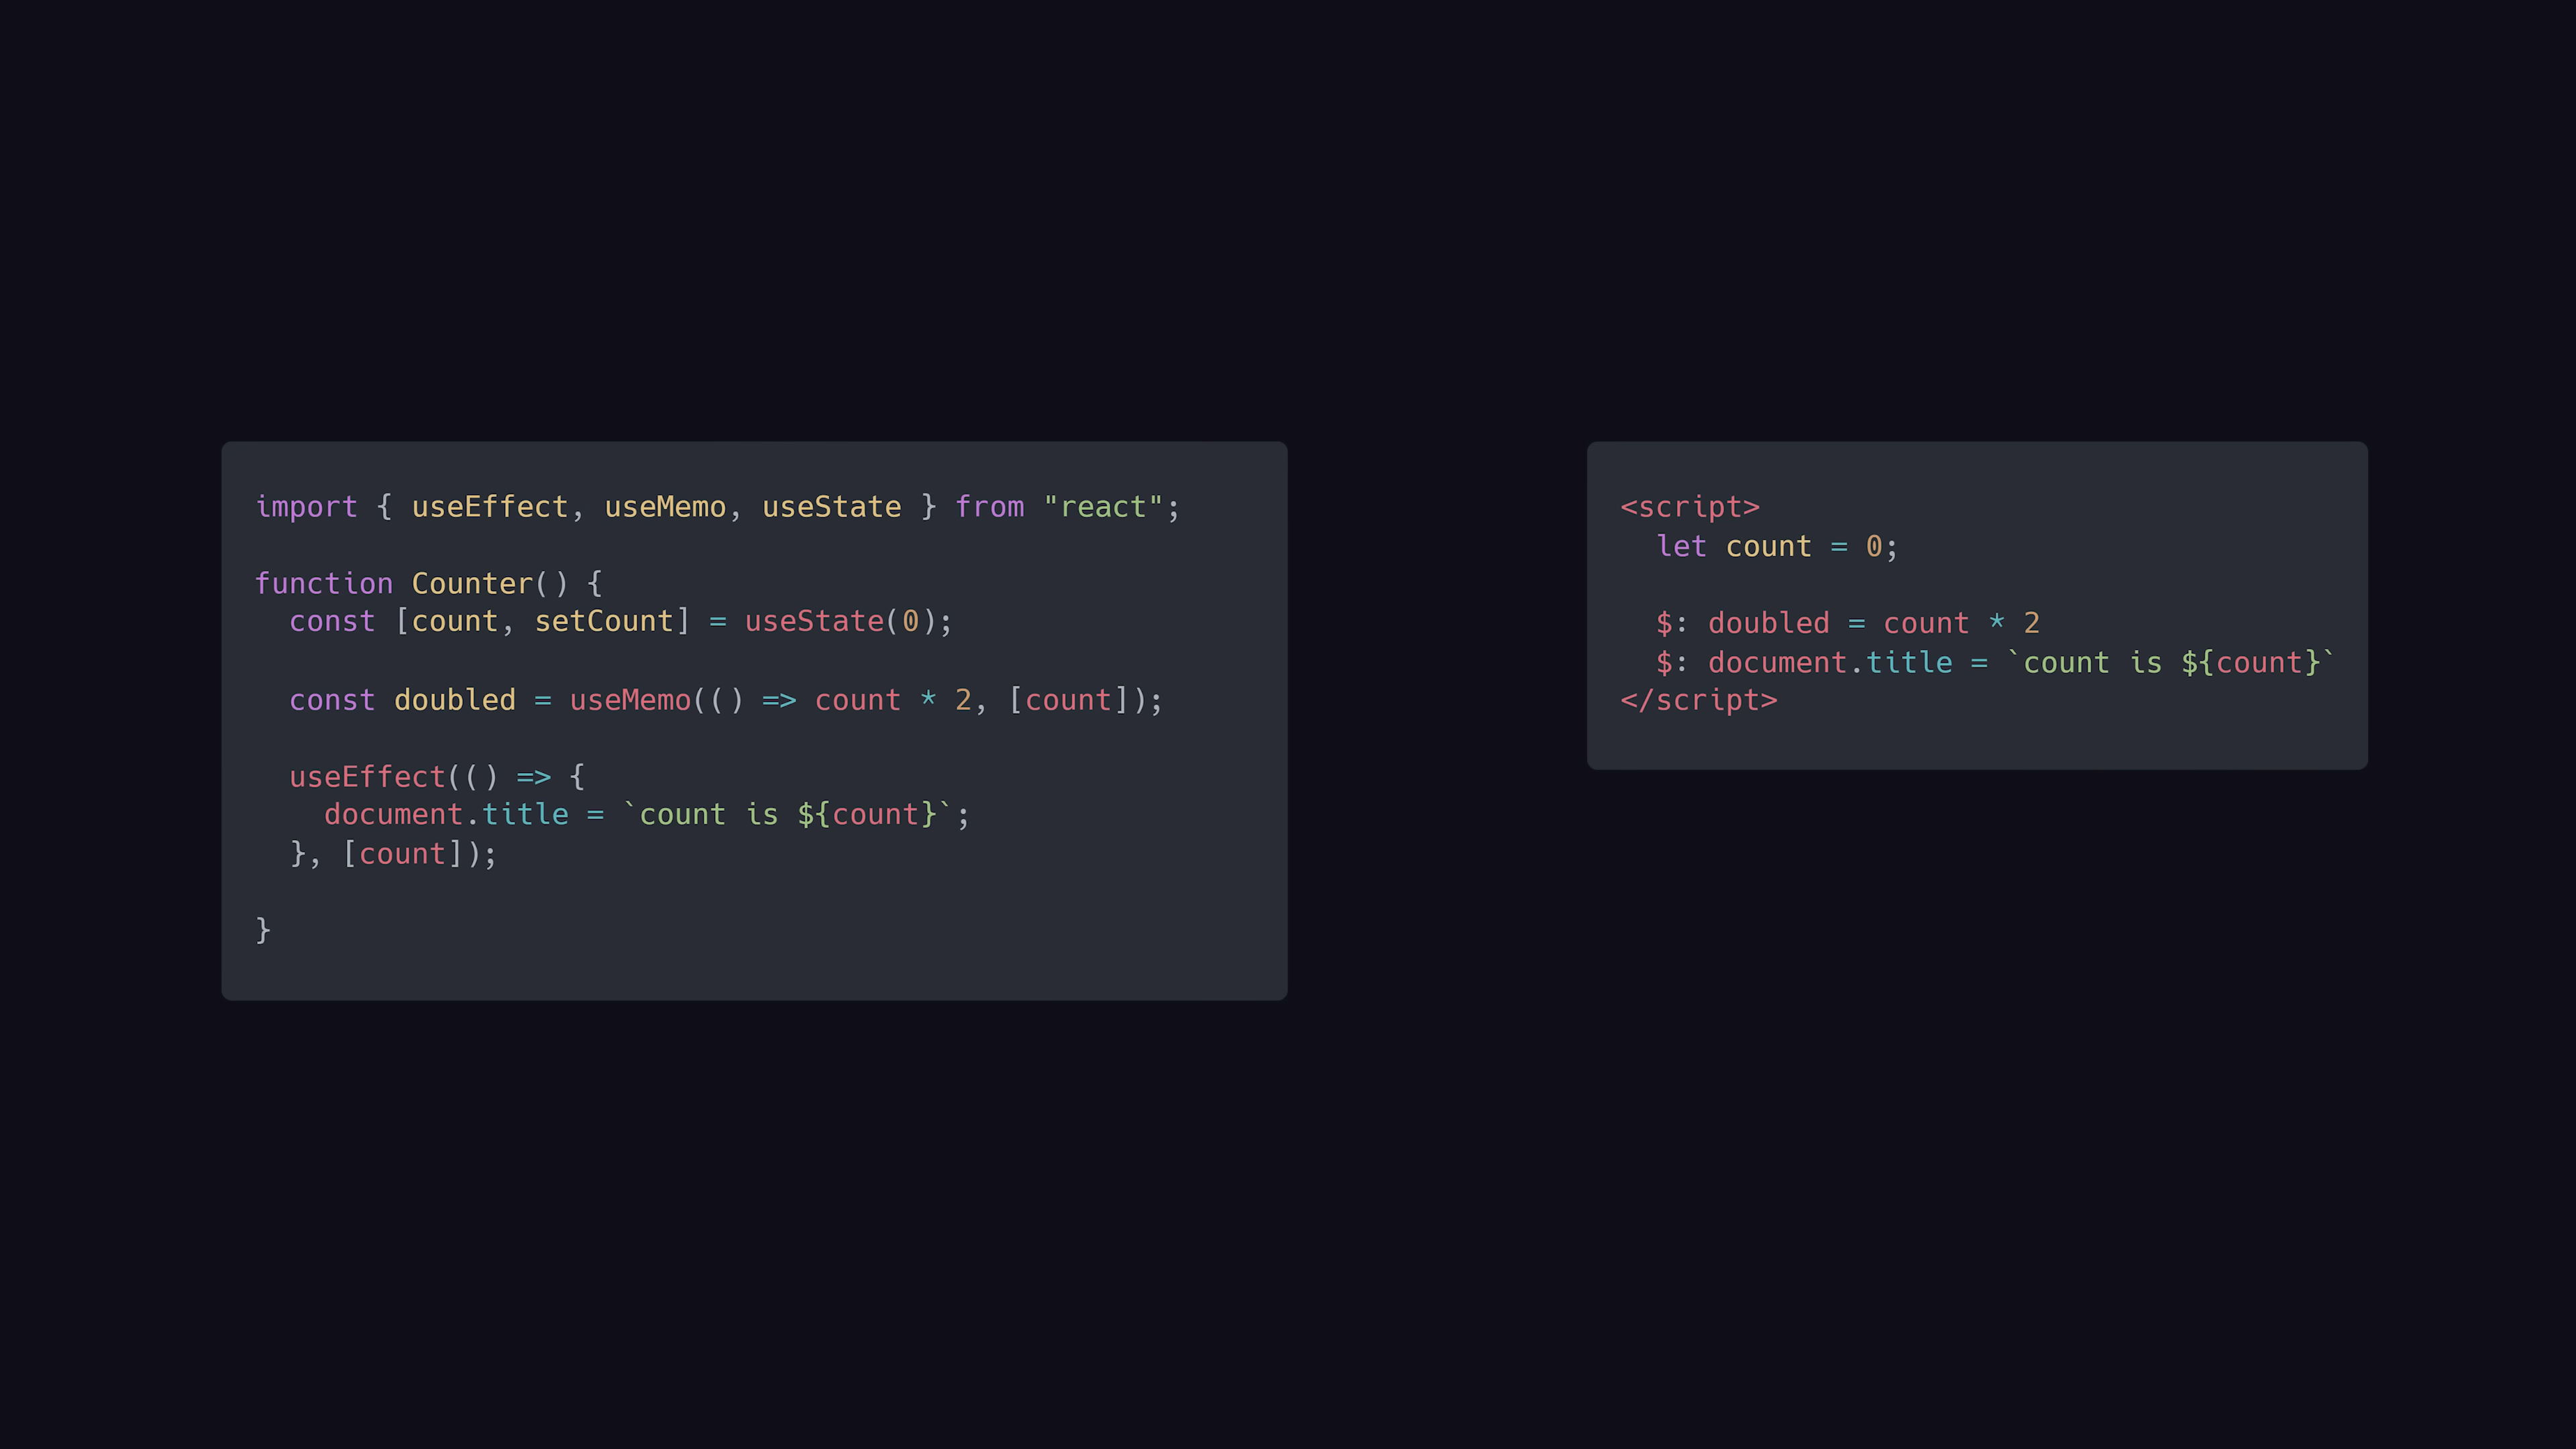 import { useEffect, useMemo, useState } from "react";
function Counter() {
  const [count, setCount] = useState(0);
  const doubled = useMemo(() => count * 2, [count]);
  useEffect(() => {
    document.title = `count is ${count}`;
  }, [count]);
}
<script>
  let count = 0;
  $: doubled = count * 2
  $: document.title = `count is ${count}`
</script>